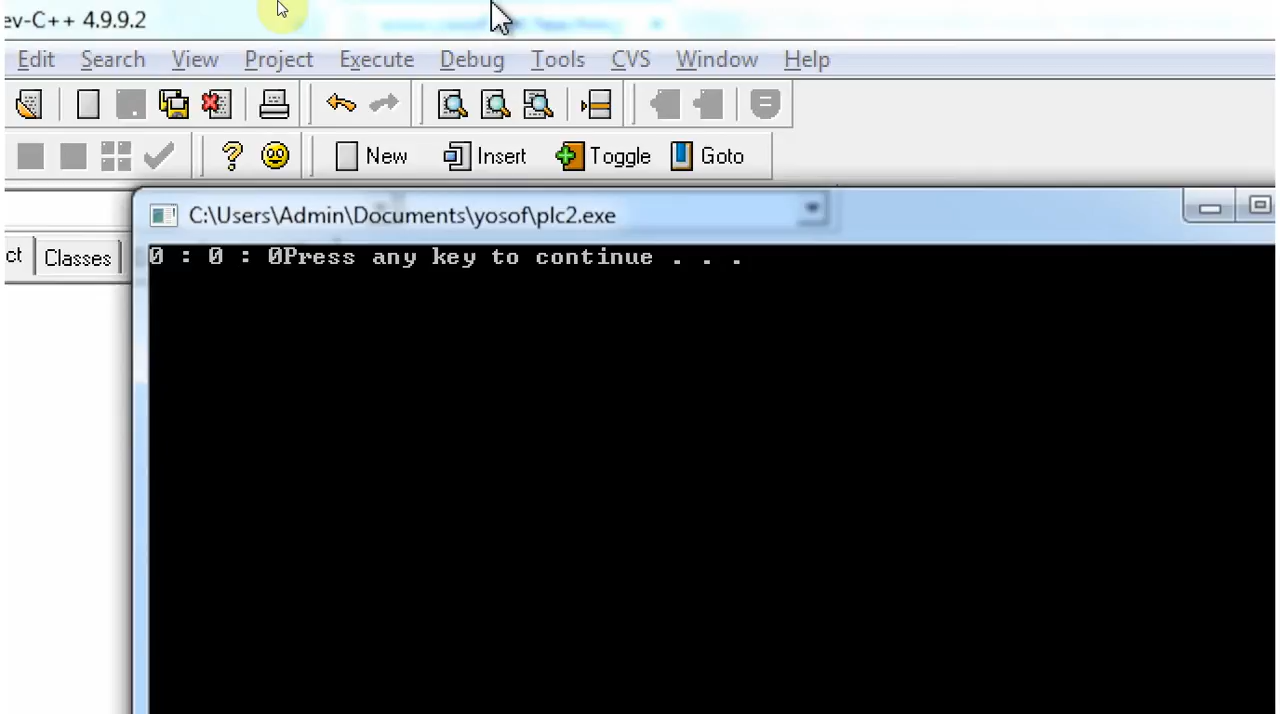 ev-C++ 4.9.9.2
Edit Search View Project Execute Debug Tools CVS Window Help
New Insert Toggle Goto
C:\Users\Admin\Documents\yosof\plc2.exe
ct Classes
0 : 0 : 0Press any key to continue . . .